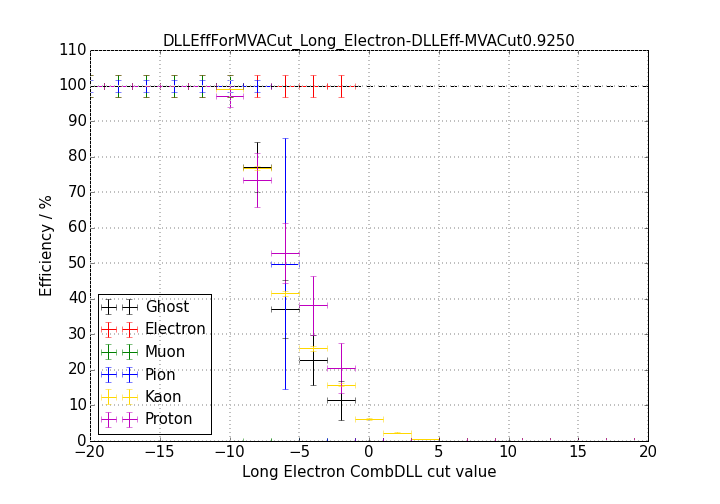 DLLEffForMVACut_Long_Electron-DLLEff-MVACut0.9250
110
100
90
80
70
60
50
40
30
20
10
0
Efficiency / %
Ghost
Electron
Muon
Pion
Kaon
Proton
−20 −15 −10 −5 0 5 10 15 20
Long Electron CombDLL cut value